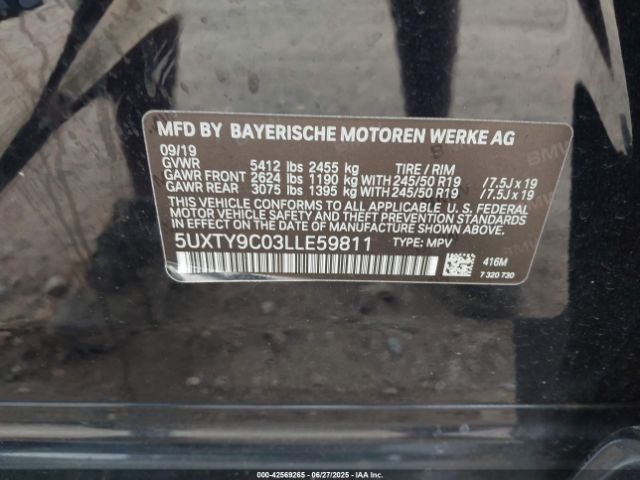 MFD BY BAYERISCHE MOTOREN WERKE AG
09/19
GVWR 5412 lbs 2455 kg TIRE / RIM
GAWR FRONT 2624 lbs 1190 kg WITH 245/50 R19 / 7.5J x 19
GAWR REAR 3075 lbs 1395 kg WITH 245/50 R19 / 7.5J x 19
THIS VEHICLE CONFORMS TO ALL APPLICABLE U.S. FEDERAL
MOTOR VEHICLE SAFETY AND THEFT PREVENTION STANDARDS
IN EFFECT ON THE DATE OF MANUFACTURE SHOWN ABOVE.
5UXTY9C03LLE59811 TYPE: MPV
416M
7 320 730
000-42569265 - 06/27/2025 - IAA Inc. (IAA)